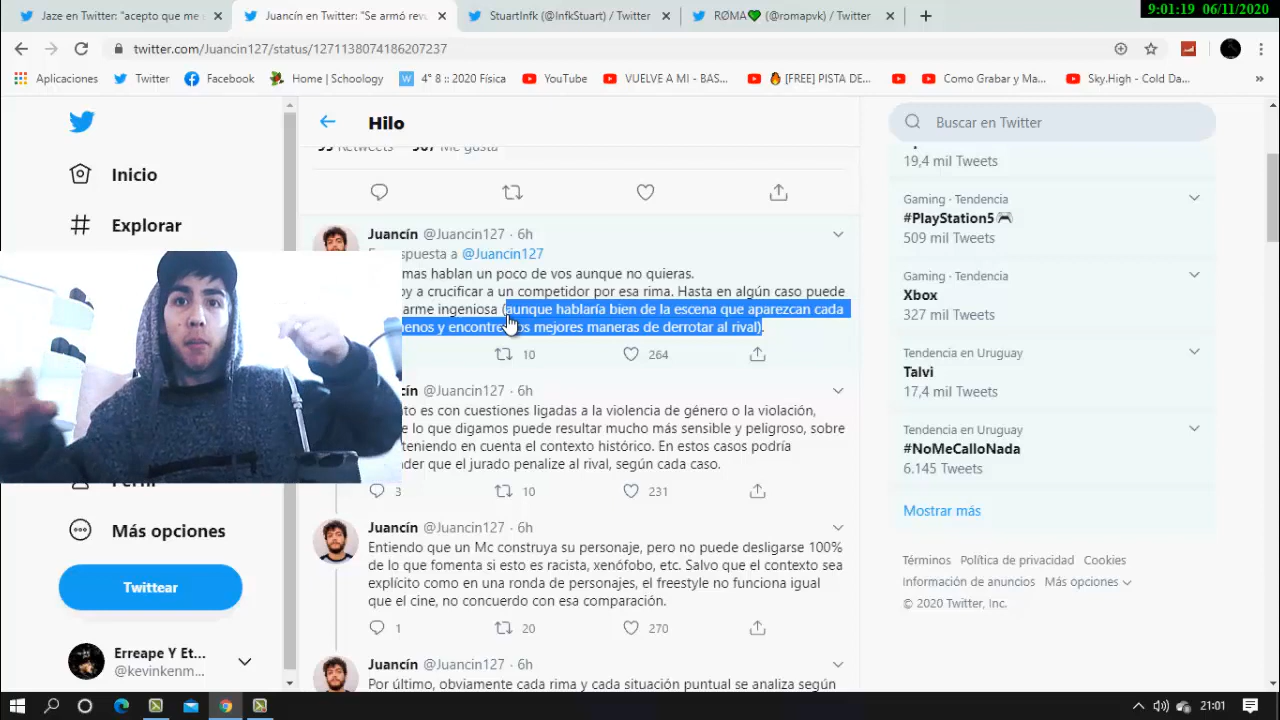 Jaze en Twitter: "acepto que me s
Juancín en Twitter: "Se armó revu
StuartInfk (@InfkStuart) / Twitter
RØMA💚 (@romapvk) / Twitter
9:01:19 06/11/2020
twitter.com/Juancin127/status/1271138074186207237
Aplicaciones
Twitter
Facebook
Home | Schoology
4° 8 :: 2020 Física
YouTube
VUELVE A MI - BAS...
🔥 [FREE] PISTA DE...
Como Grabar y Ma...
Sky.High - Cold Da...
Inicio
Explorar
Más opciones
Twittear
Erreape Y Et...
@kevinkenm...
Hilo
Retweets
Me gusta
Juancín @Juancin127 · 6h
spuesta a @Juancin127
mas hablan un poco de vos aunque no quieras.
oy a crucificar a un competidor por esa rima. Hasta en algún caso puede
arme ingeniosa (aunque hablaría bien de la escena que aparezcan cada
enos y encontre
os mejores maneras de derrotar al rival).
10
264
cín @Juancin127 · 6h
to es con cuestiones ligadas a la violencia de género o la violación,
e lo que digamos puede resultar mucho más sensible y peligroso, sobre
teniendo en cuenta el contexto histórico. En estos casos podría
nder que el jurado penalize al rival, según cada caso.
3
10
231
Juancín @Juancin127 · 6h
Entiendo que un Mc construya su personaje, pero no puede desligarse 100%
de lo que fomenta si esto es racista, xenófobo, etc. Salvo que el contexto sea
explícito como en una ronda de personajes, el freestyle no funciona igual
que el cine, no concuerdo con esa comparación.
1
20
270
Juancín @Juancin127 · 6h
Por último, obviamente cada rima y cada situación puntual se analiza según
Buscar en Twitter
19,4 mil Tweets
Gaming · Tendencia
#PlayStation5🎮
509 mil Tweets
Gaming · Tendencia
Xbox
327 mil Tweets
Tendencia en Uruguay
Talvi
17,4 mil Tweets
Tendencia en Uruguay
#NoMeCalloNada
6.145 Tweets
Mostrar más
Términos Política de privacidad Cookies
Información de anuncios Más opciones
© 2020 Twitter, Inc.
21:01